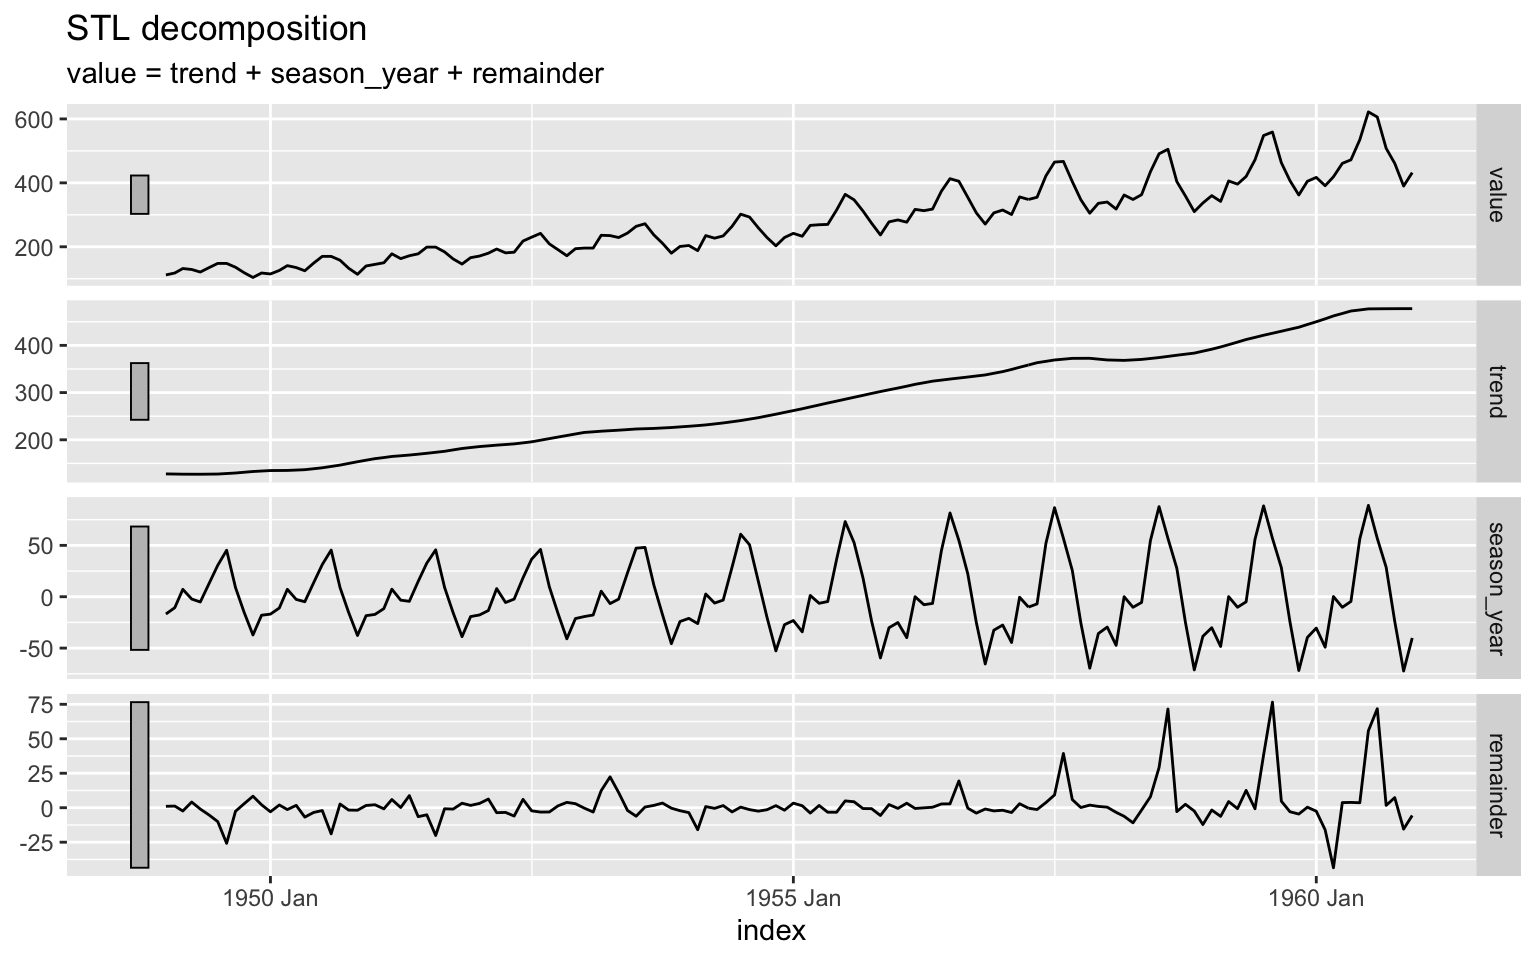 STL decomposition
value = trend + season_year + remainder
600
400
200
value
400
300
200
trend
50
0
-50
season_year
75
50
25
0
-25
remainder
1950 Jan
1955 Jan
1960 Jan
index